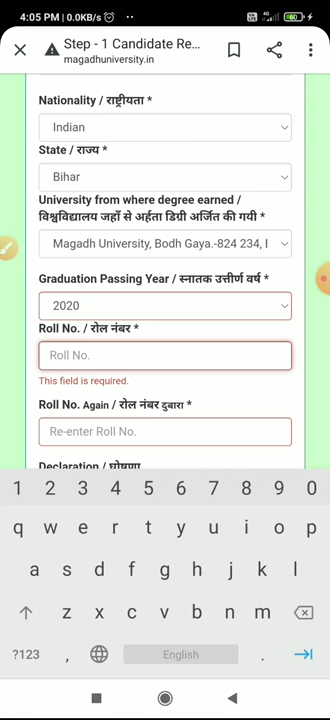 4:05 PM | 0.0KB/s
60
Step - 1 Candidate Re...
magadhuniversity.in
Nationality / राष्ट्रीयता *
Indian
State / राज्य *
Bihar
University from where degree earned /
विश्वविद्यालय जहाँ से अर्हता डिग्री अर्जित की गयी *
Magadh University, Bodh Gaya.-824 234, I
Graduation Passing Year / स्नातक उत्तीर्ण वर्ष *
2020
Roll No. / रोल नंबर *
Roll No.
This field is required.
Roll No. Again / रोल नंबर दुबारा *
Re-enter Roll No.
Declaration / घोषणा
1 2 3 4 5 6 7 8 9 0
q w e r t y u i o p
a s d f g h j k l
z x c v b n m
?123 , English .